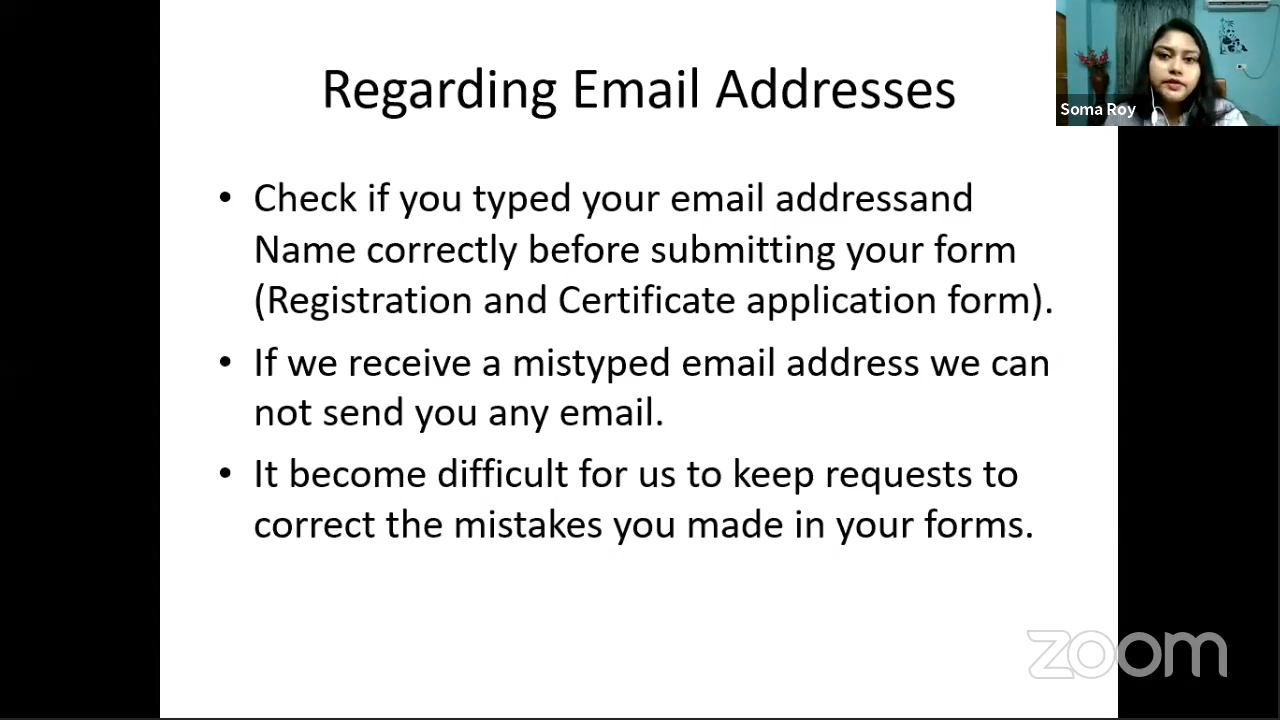 Regarding Email Addresses
Soma Roy
• Check if you typed your email addressand
Name correctly before submitting your form
(Registration and Certificate application form).
• If we receive a mistyped email address we can
not send you any email.
• It become difficult for us to keep requests to
correct the mistakes you made in your forms.
zoom